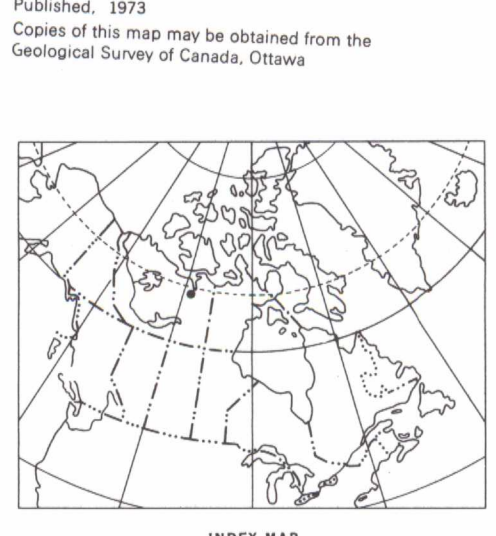 Published, 1973
Copies of this map may be obtained from the
Geological Survey of Canada, Ottawa
INDEX MAP